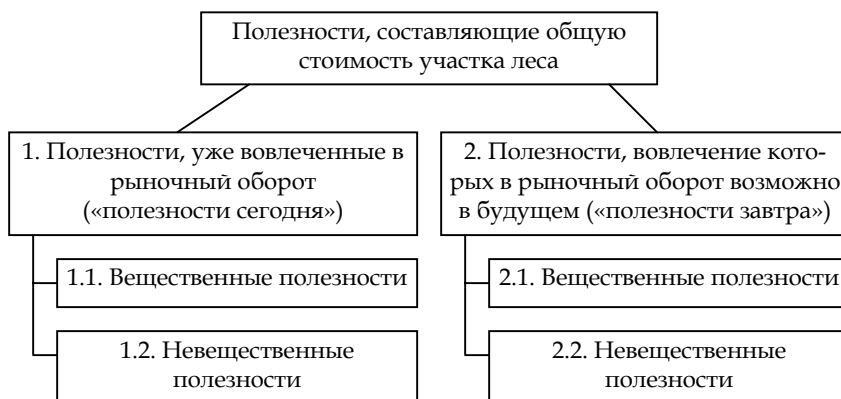 Полезности, составляющие общую
стоимость участка леса
1. Полезности, уже вовлеченные в
рыночный оборот
(«полезности сегодня»)
2. Полезности, вовлечение кото-
рых в рыночный оборот возможно
в будущем («полезности завтра»)
1.1. Вещественные полезности
2.1. Вещественные полезности
1.2. Невещественные
полезности
2.2. Невещественные
полезности